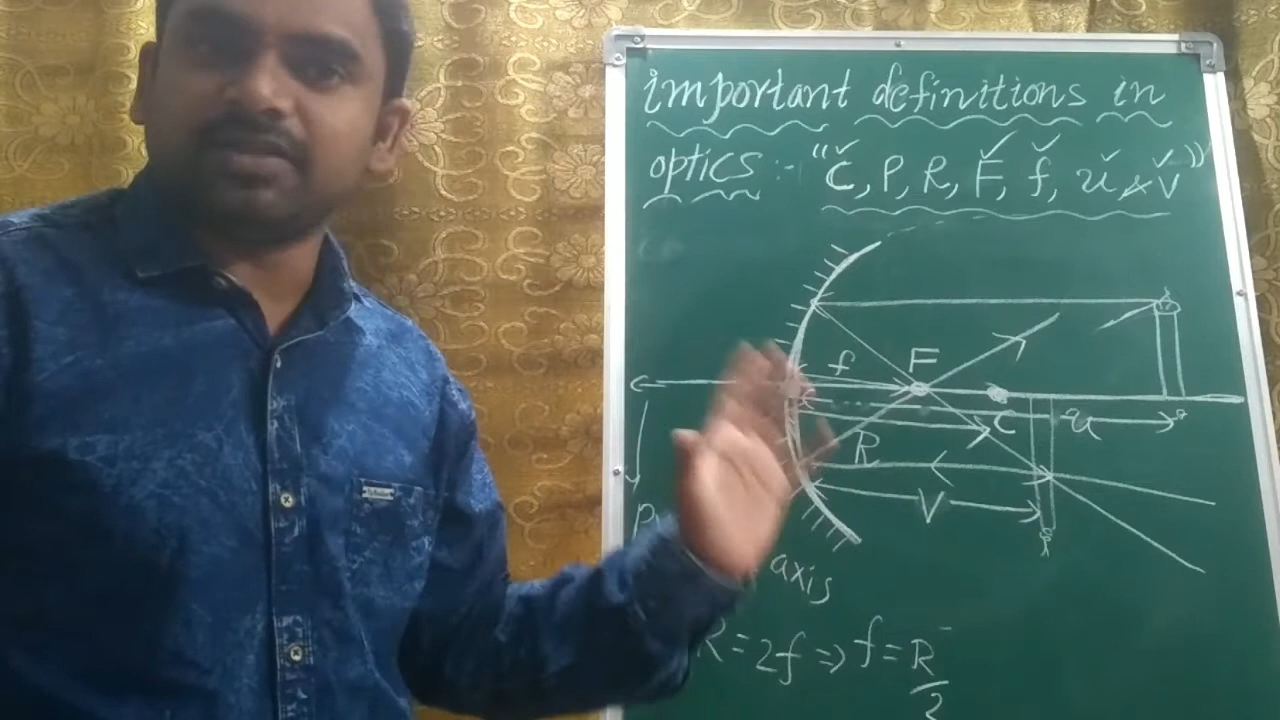 important definitions in
optics :- "C, P, R, F, f, u, & V"
f F
C u
R
V
P
axis
R = 2f ⇒ f = R/2